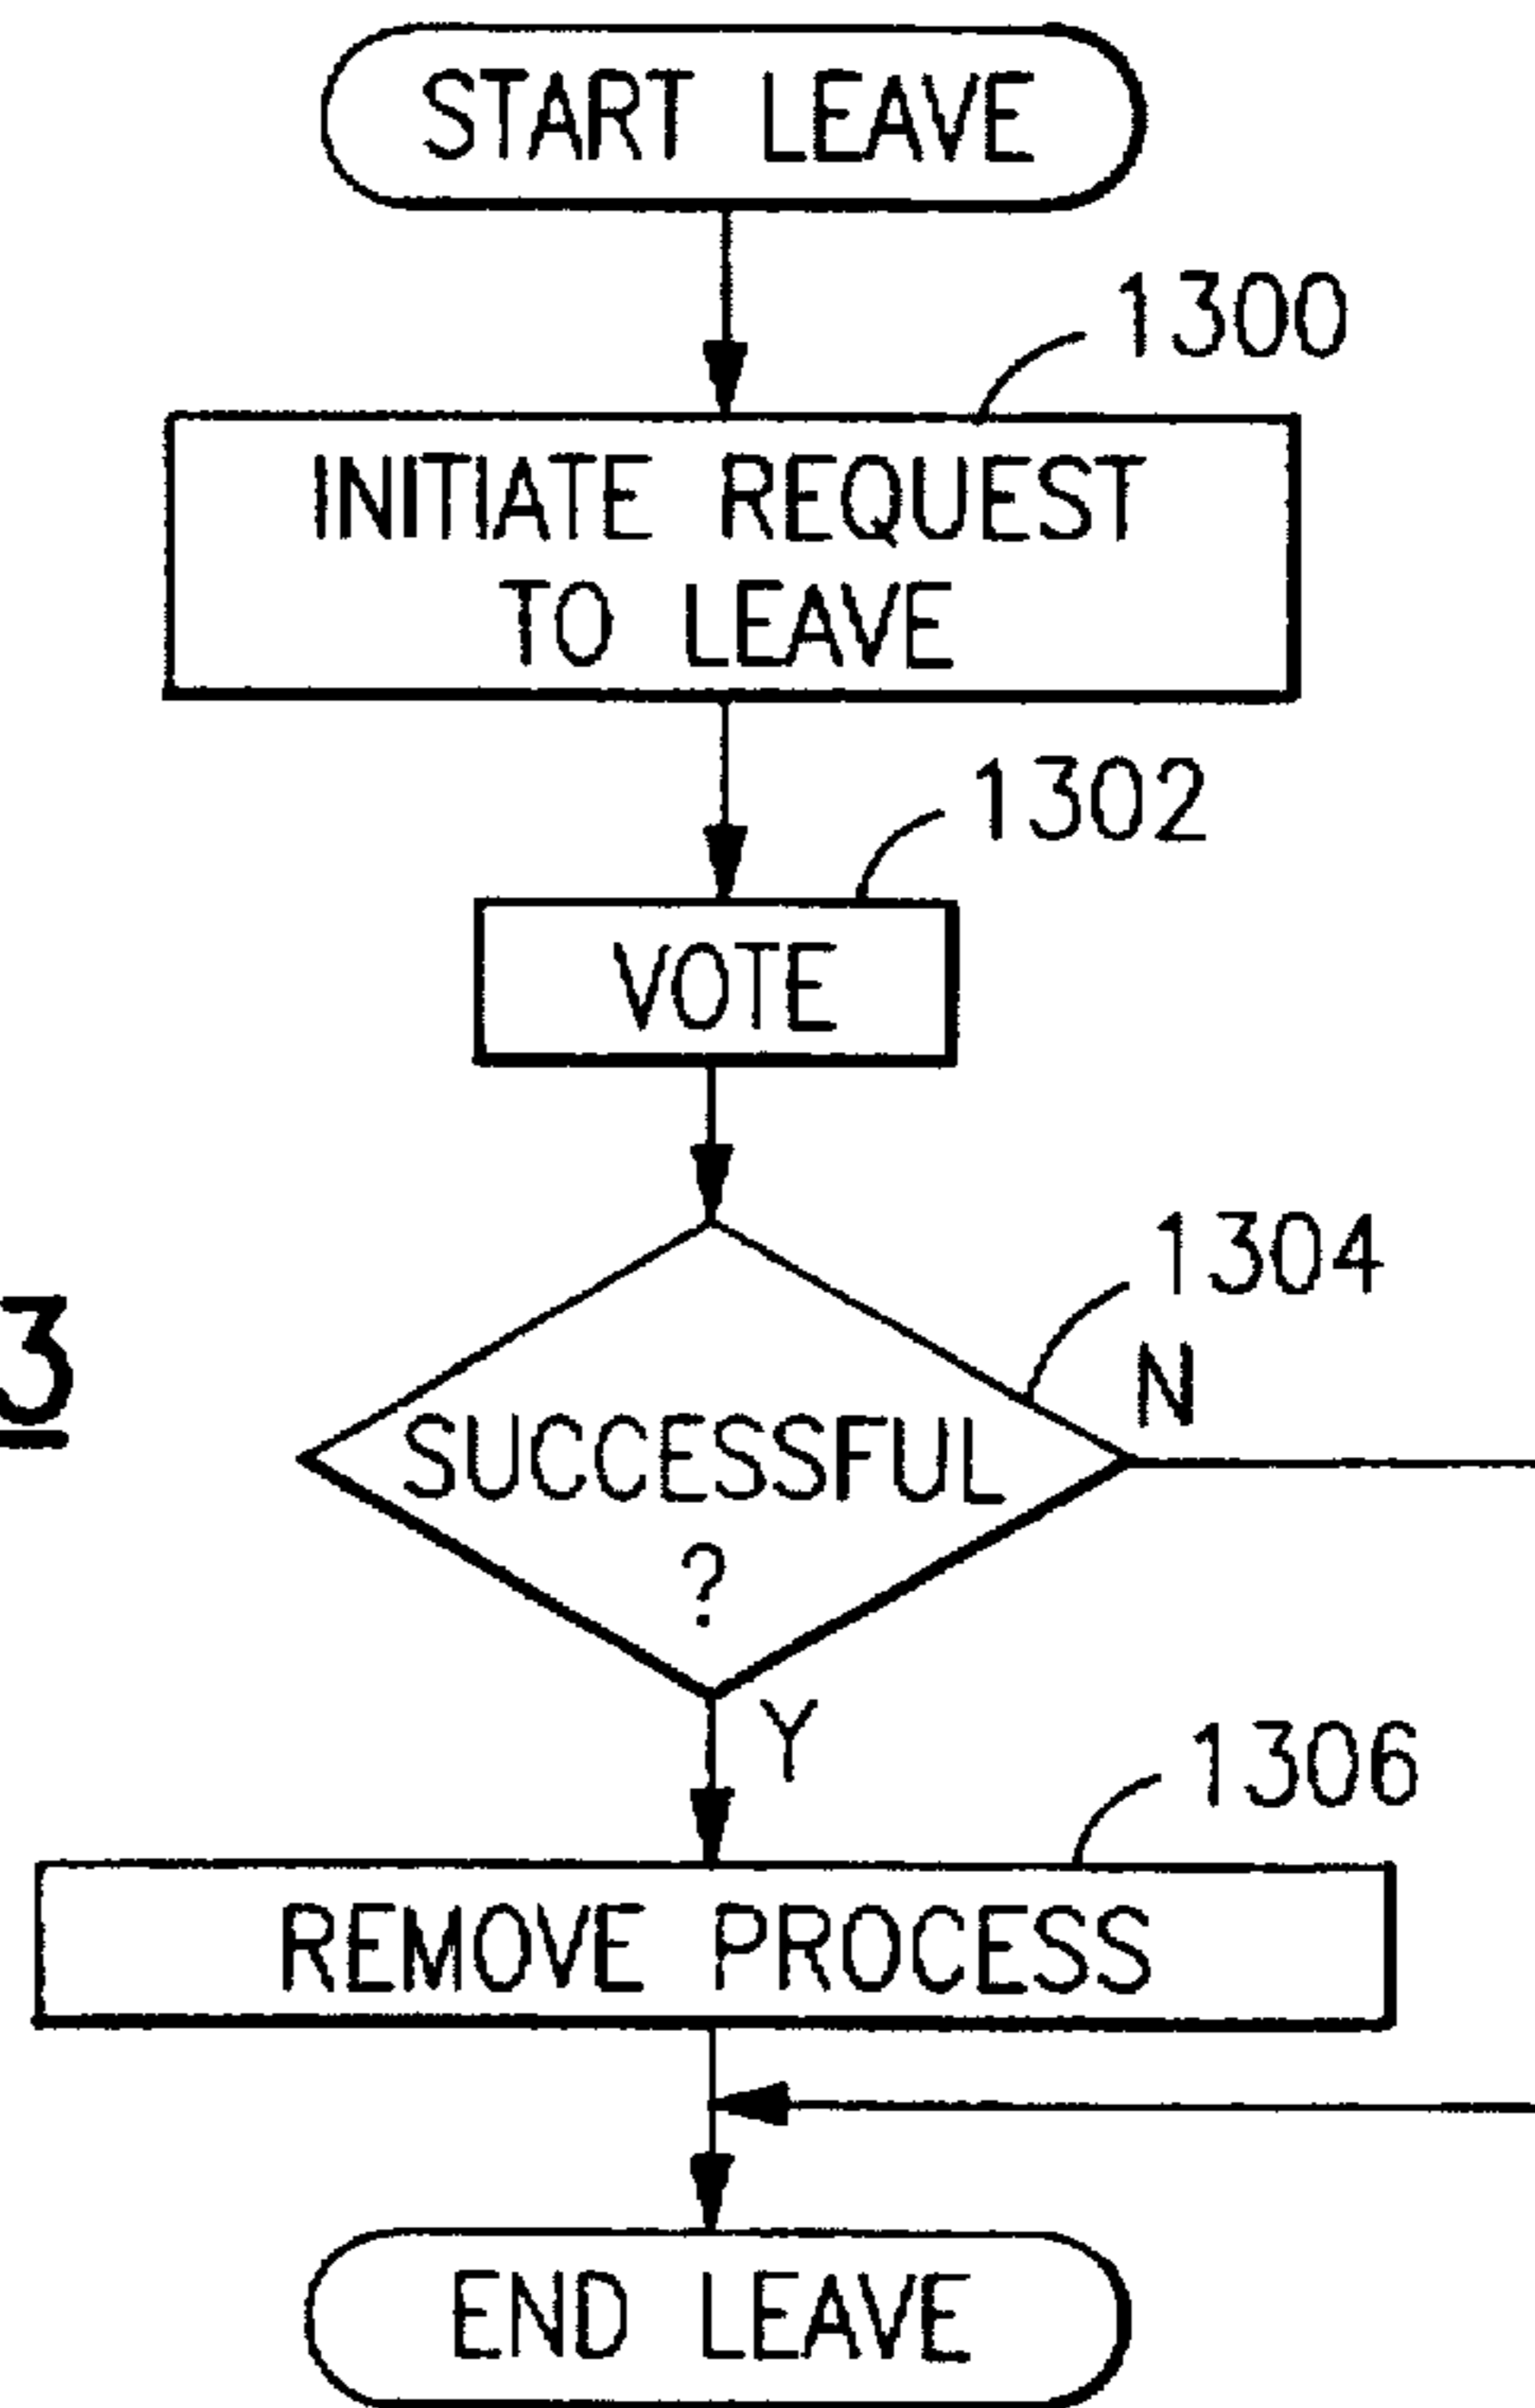 START LEAVE
1300
INITIATE REQUEST
TO LEAVE
1302
VOTE
1304
N
3
SUCCESSFUL
?
Y
1306
REMOVE PROCESS
END LEAVE